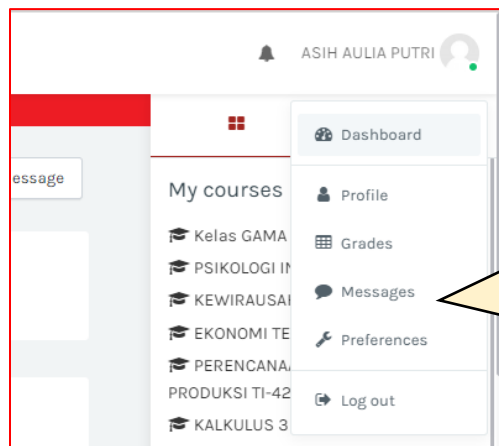 ASIH AULIA PUTRI
essage
My courses
Kelas GAMA
PSIKOLOGI IN
KEWIRAUSAH
EKONOMI TE
PERENCANA
PRODUKSI TI-42
KALKULUS 3
Dashboard
Profile
Grades
Messages
Preferences
Log out